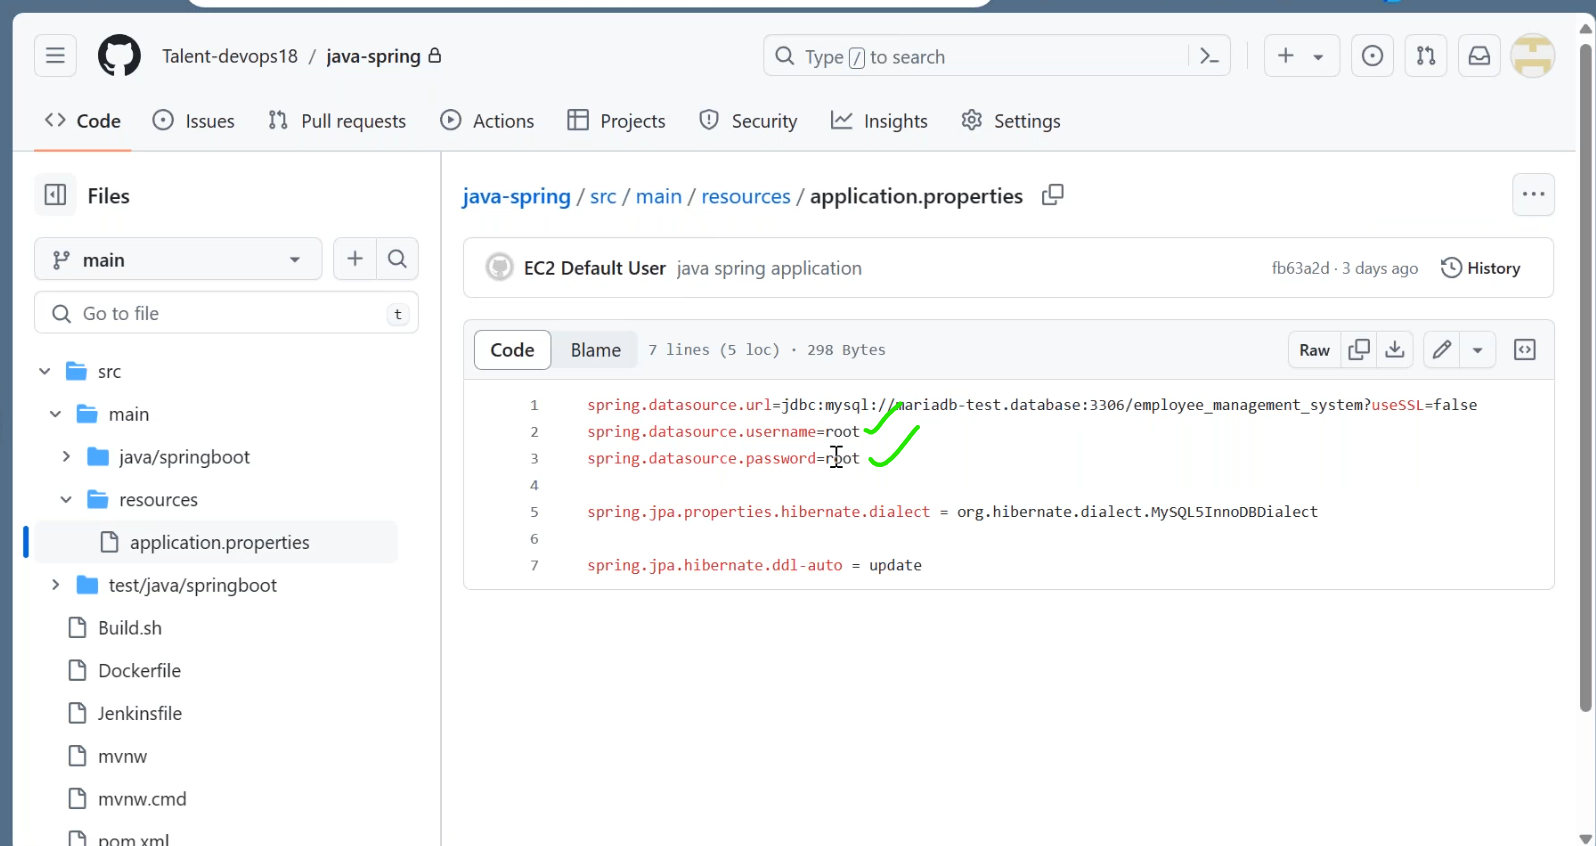 Talent-devops18 / java-spring
Type / to search
Code
Issues
Pull requests
Actions
Projects
Security
Insights
Settings
Files
main
Go to file
t
src
main
java/springboot
resources
application.properties
test/java/springboot
Build.sh
Dockerfile
Jenkinsfile
mvnw
mvnw.cmd
pom.xml
java-spring / src / main / resources / application.properties
EC2 Default User java spring application
fb63a2d · 3 days ago
History
Code
Blame
7 lines (5 loc) · 298 Bytes
Raw
1 spring.datasource.url=jdbc:mysql://mariadb-test.database:3306/employee_management_system?useSSL=false
2 spring.datasource.username=root
3 spring.datasource.password=root
4
5 spring.jpa.properties.hibernate.dialect = org.hibernate.dialect.MySQL5InnoDBDialect
6
7 spring.jpa.hibernate.ddl-auto = update